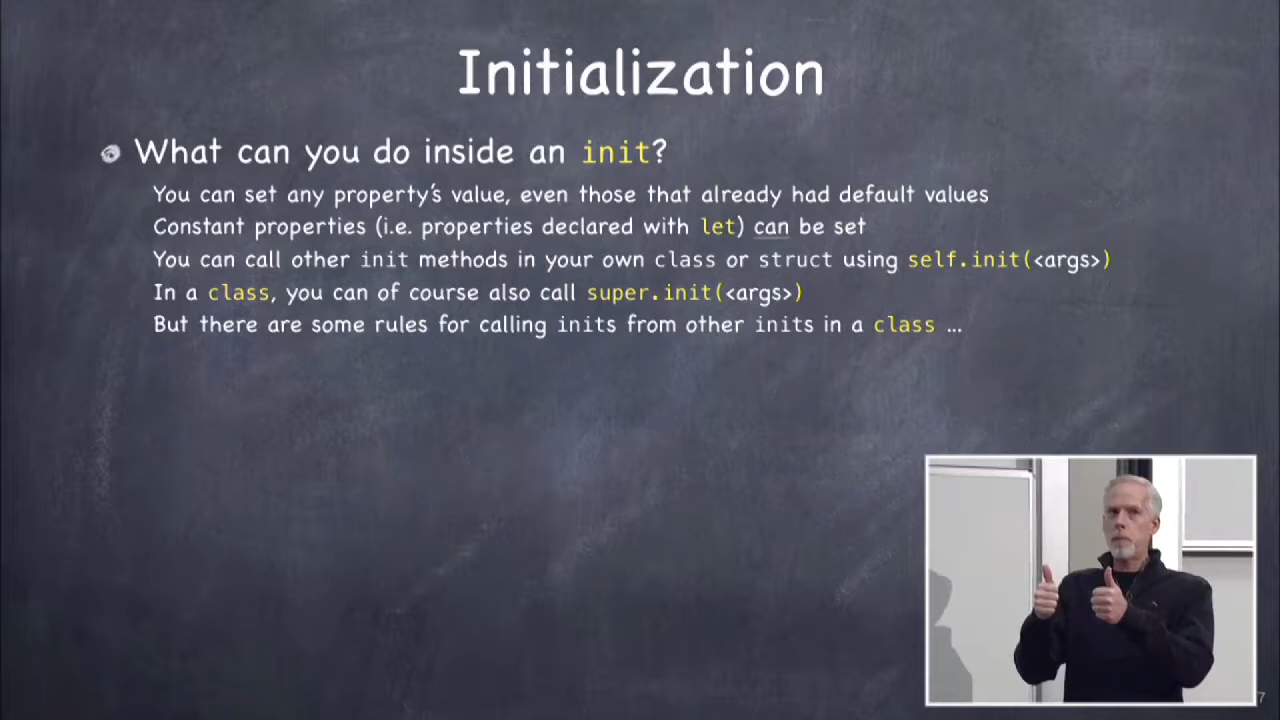 Initialization
What can you do inside an init?
You can set any property's value, even those that already had default values
Constant properties (i.e. properties declared with let) can be set
You can call other init methods in your own class or struct using self.init(<args>)
In a class, you can of course also call super.init(<args>)
But there are some rules for calling inits from other inits in a class ...
7